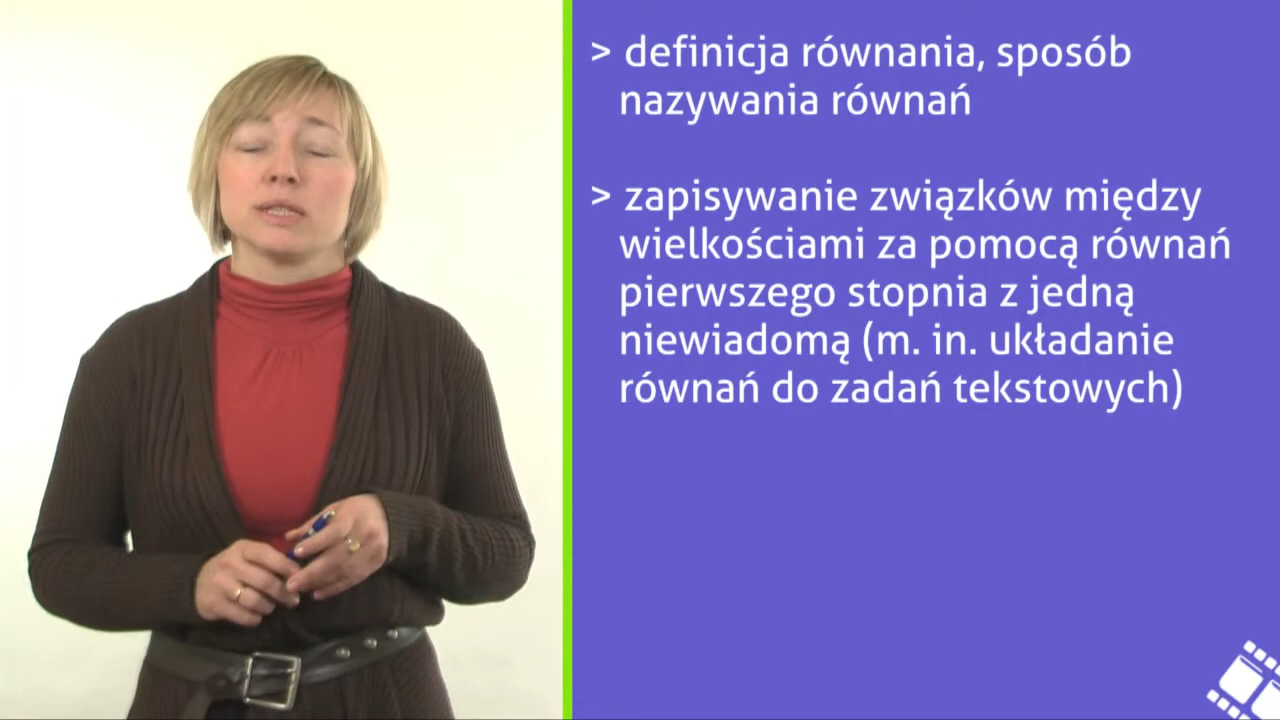 > definicja równania, sposób
nazywania równań
> zapisywanie związków między
wielkościami za pomocą równań
pierwszego stopnia z jedną
niewiadomą (m. in. układanie
równań do zadań tekstowych)